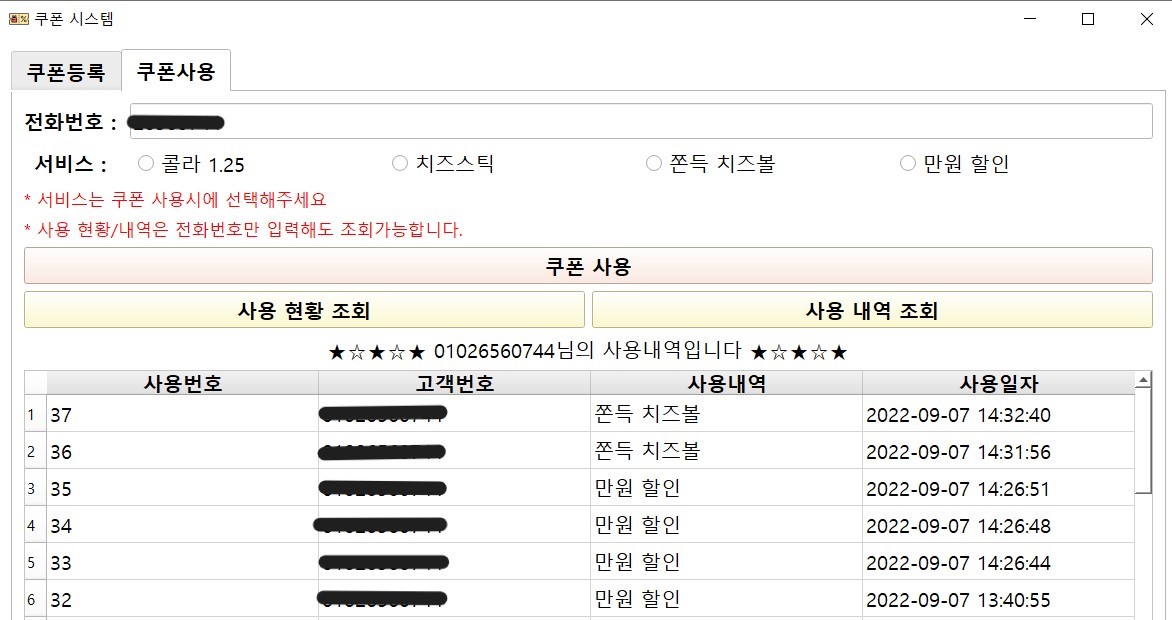 쿠폰 시스템
쿠폰등록 쿠폰사용
전화번호 :
서비스 : 콜라 1.25 치즈스틱 쫀득 치즈볼 만원 할인
* 서비스는 쿠폰 사용시에 선택해주세요
* 사용 현황/내역은 전화번호만 입력해도 조회가능합니다.
쿠폰 사용
사용 현황 조회 사용 내역 조회
★☆★☆★ 01026560744님의 사용내역입니다 ★☆★☆★
사용번호 고객번호 사용내역 사용일자
1 37 쫀득 치즈볼 2022-09-07 14:32:40
2 36 쫀득 치즈볼 2022-09-07 14:31:56
3 35 만원 할인 2022-09-07 14:26:51
4 34 만원 할인 2022-09-07 14:26:48
5 33 만원 할인 2022-09-07 14:26:44
6 32 만원 할인 2022-09-07 13:40:55